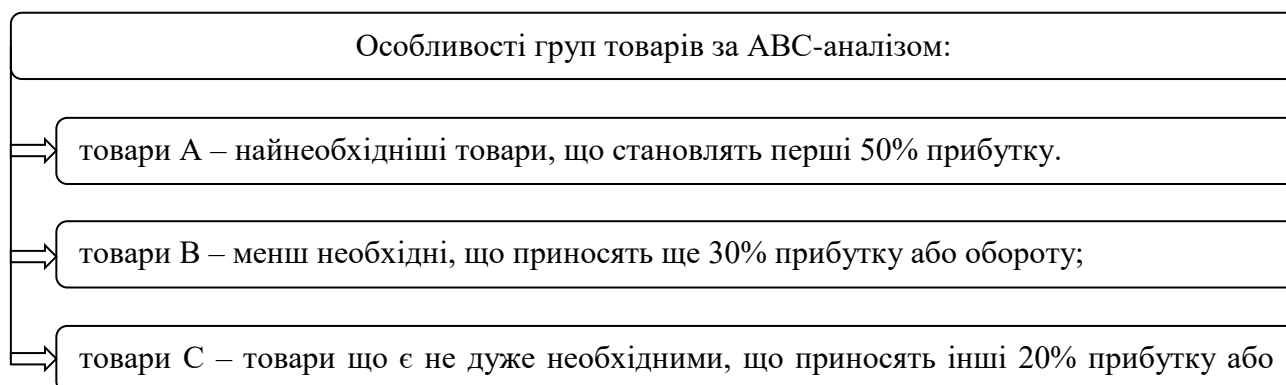 Особливості груп товарів за АВС-аналізом:
товари А – найнеобхідніші товари, що становлять перші 50% прибутку.
товари В – менш необхідні, що приносять ще 30% прибутку або обороту;
товари С – товари що є не дуже необхідними, що приносять інші 20% прибутку або